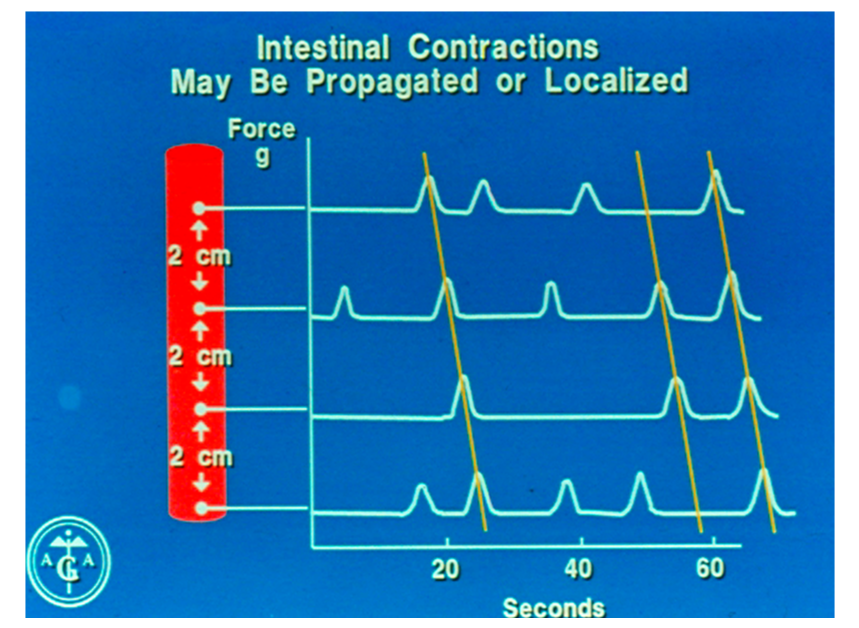 Intestinal Contractions
May Be Propagated or Localized
Force
g
2 cm
2 cm
2 cm
20 40 60
Seconds
A G A